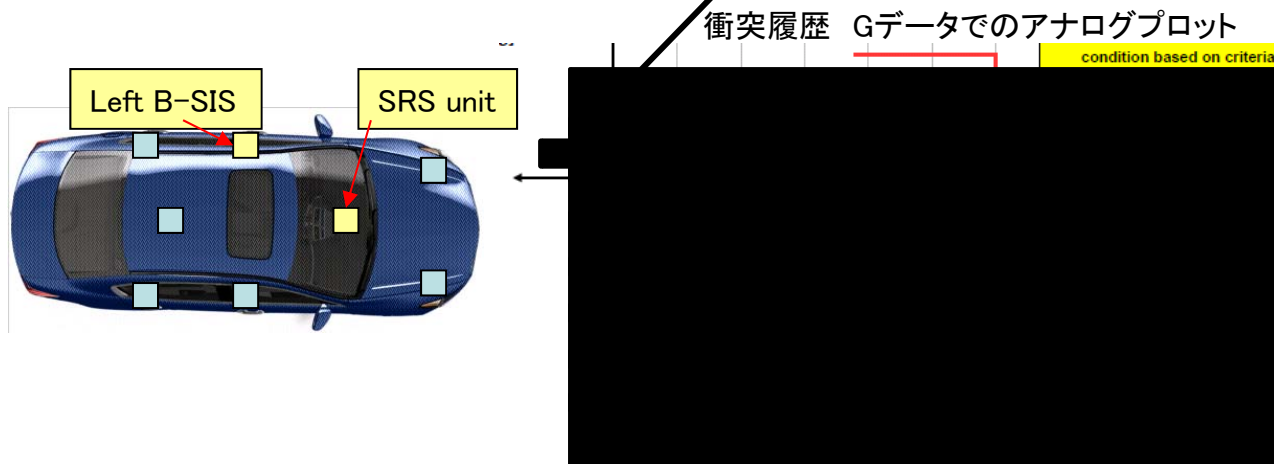 衝突履歴 Gデータでのアナログプロット
condition based on criteria
Left B-SIS
SRS unit